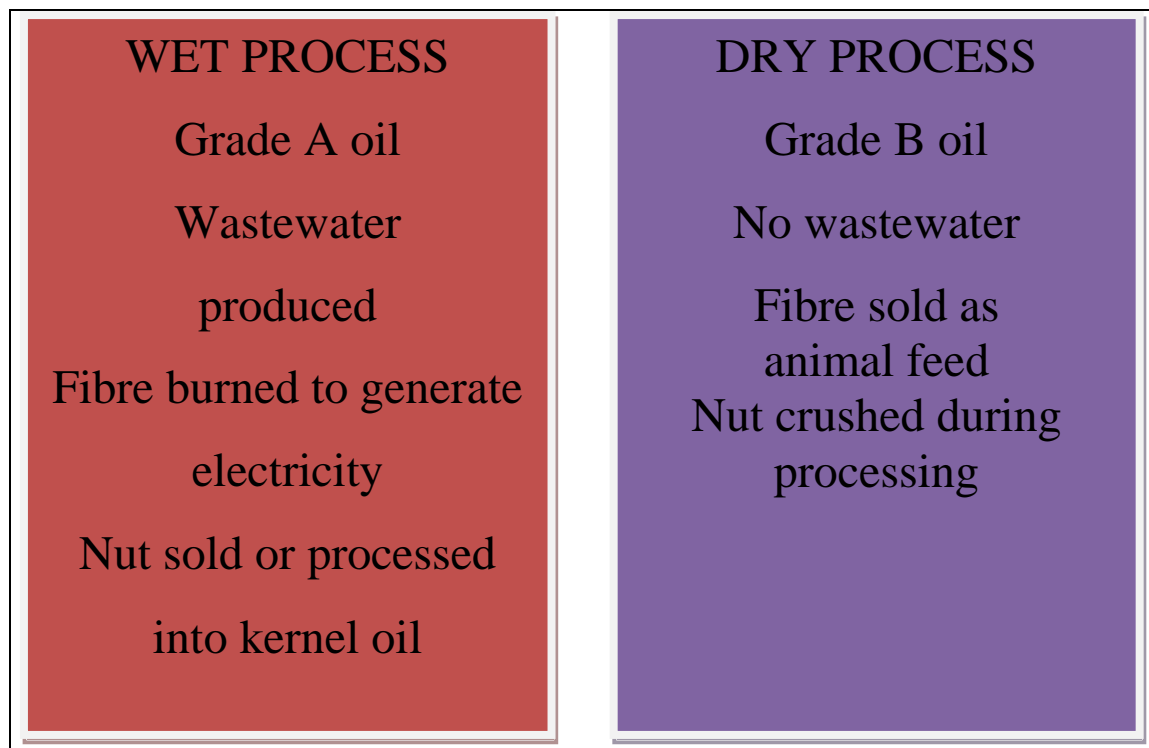 WET PROCESS
Grade A oil
Wastewater
produced
Fibre burned to generate
electricity
Nut sold or processed
into kernel oil
DRY PROCESS
Grade B oil
No wastewater
Fibre sold as
animal feed
Nut crushed during
processing